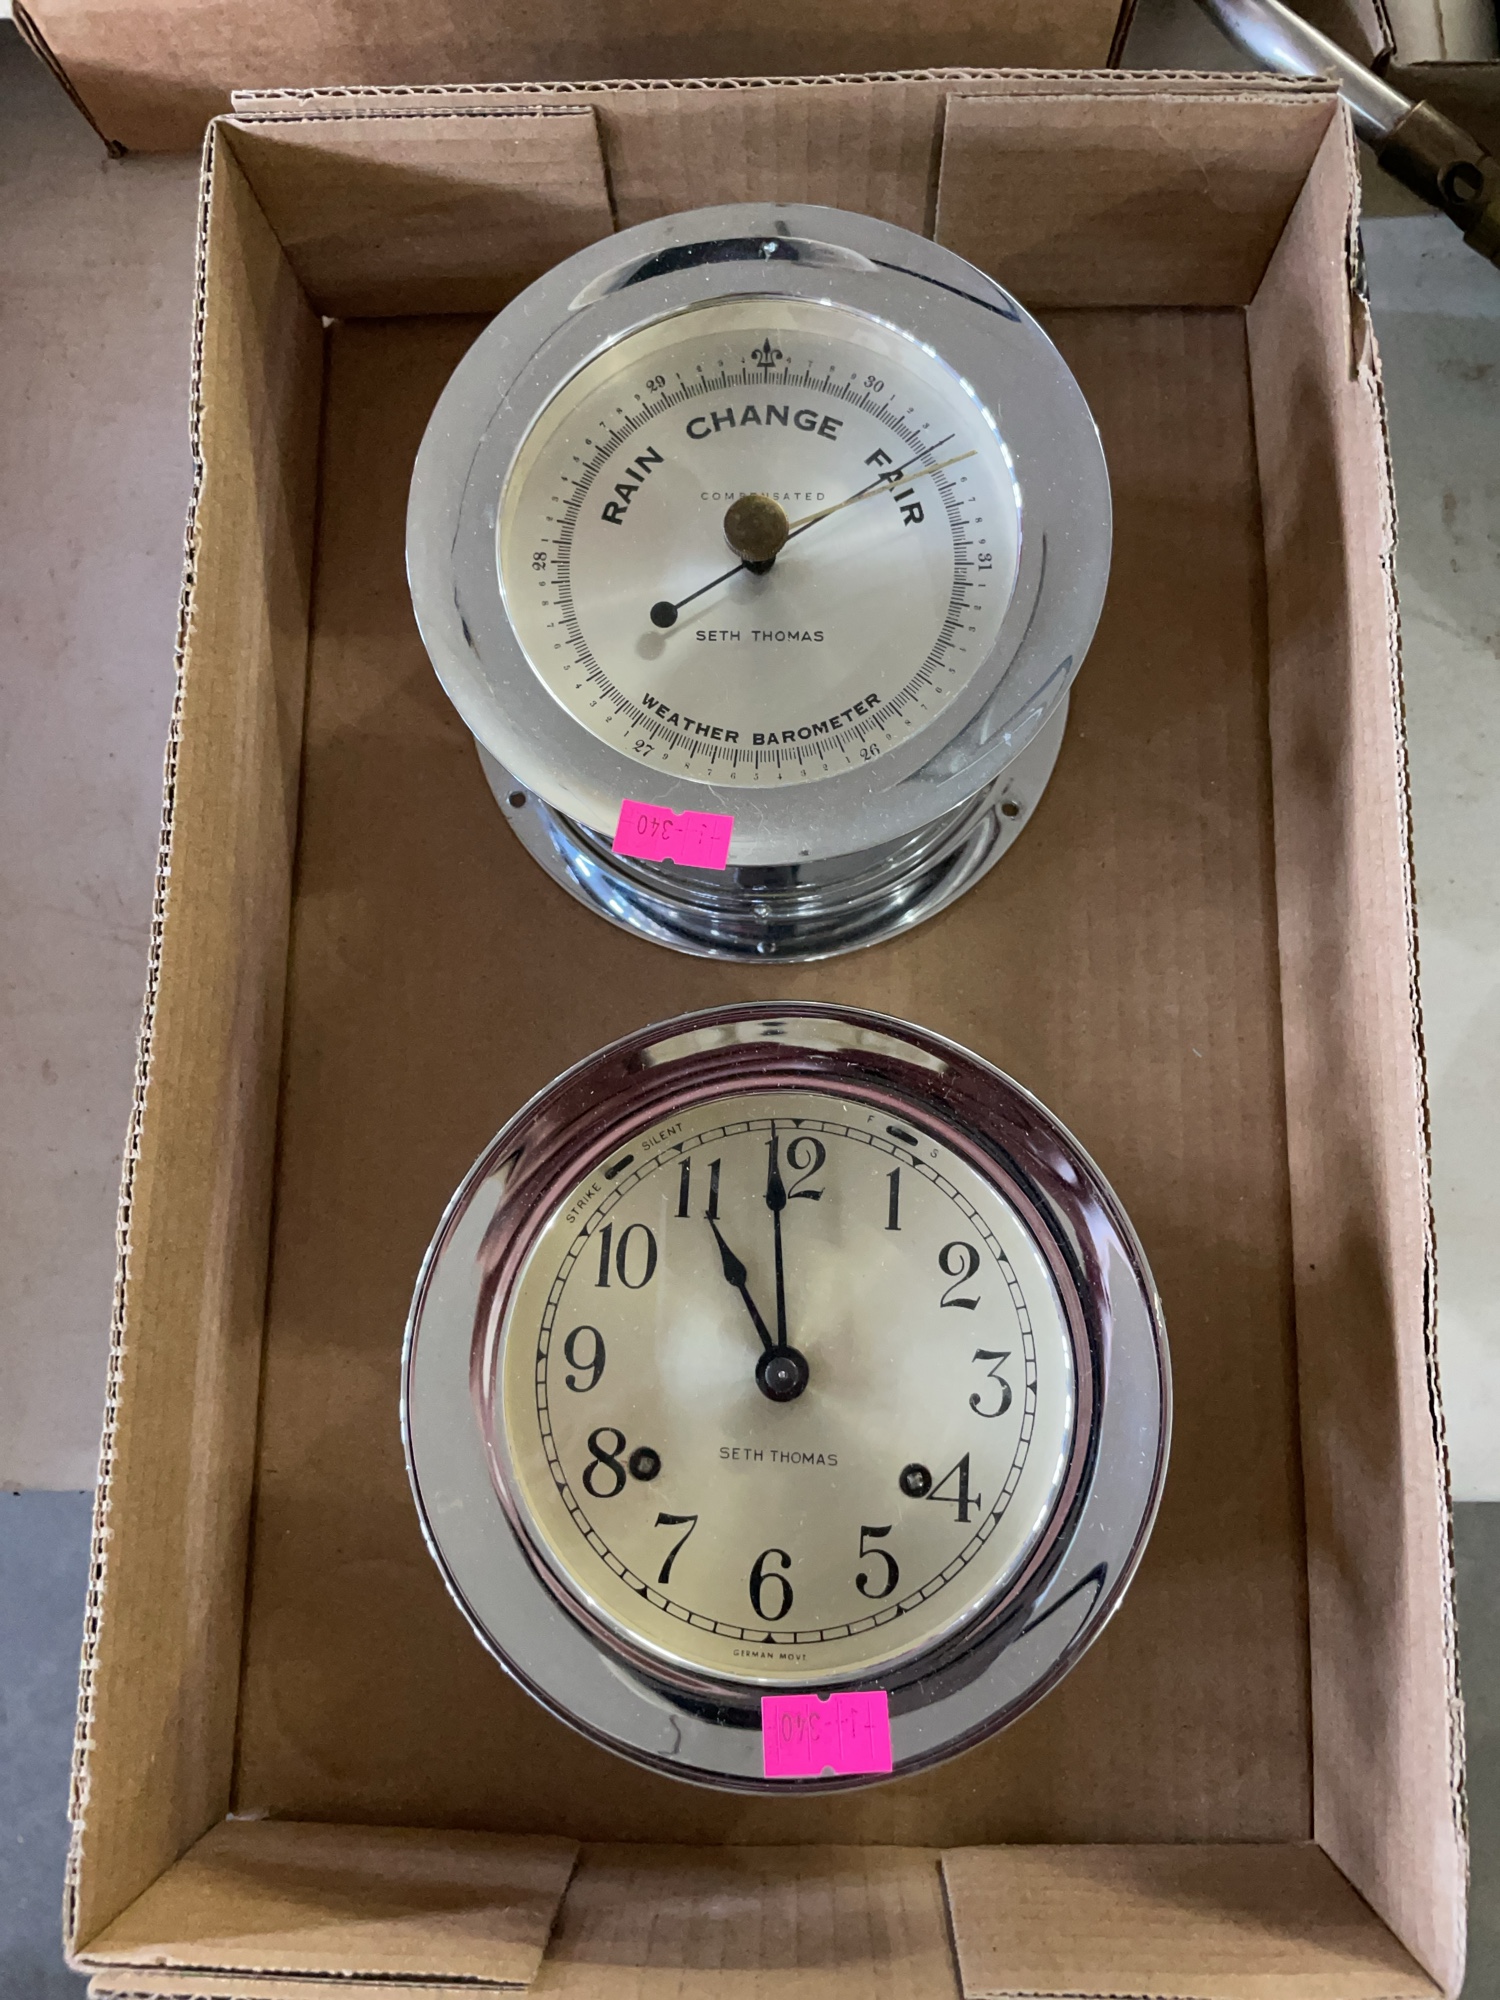 RAIN CHANGE FAIR
COMPENSATED
28 29 30 31
SETH THOMAS
WEATHER BAROMETER
27 26
STRIKE SILENT F S
12
11 1
10 2
9 3
8 4
7 5
6
SETH THOMAS
GERMAN MOVT